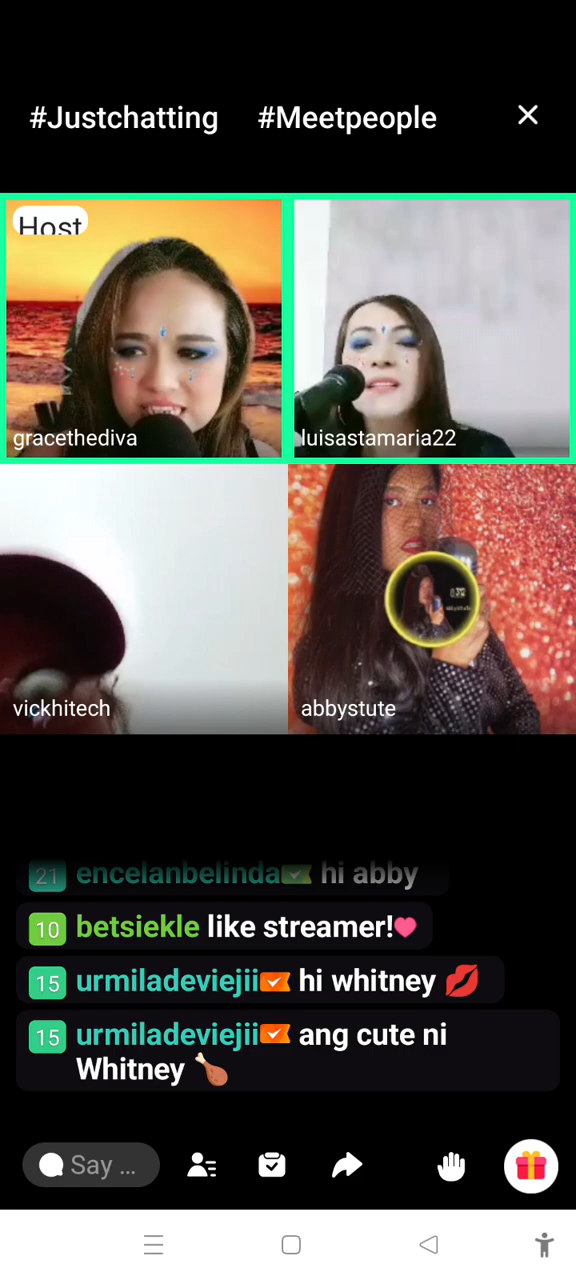 #Justchatting #Meetpeople
Host
gracethediva
luisastamaria22
vickhitech
abbystute
21 encelanbelinda hi abby
10 betsiekle like streamer!
15 urmiladeviejii hi whitney
15 urmiladeviejii ang cute ni
Whitney
Say ...